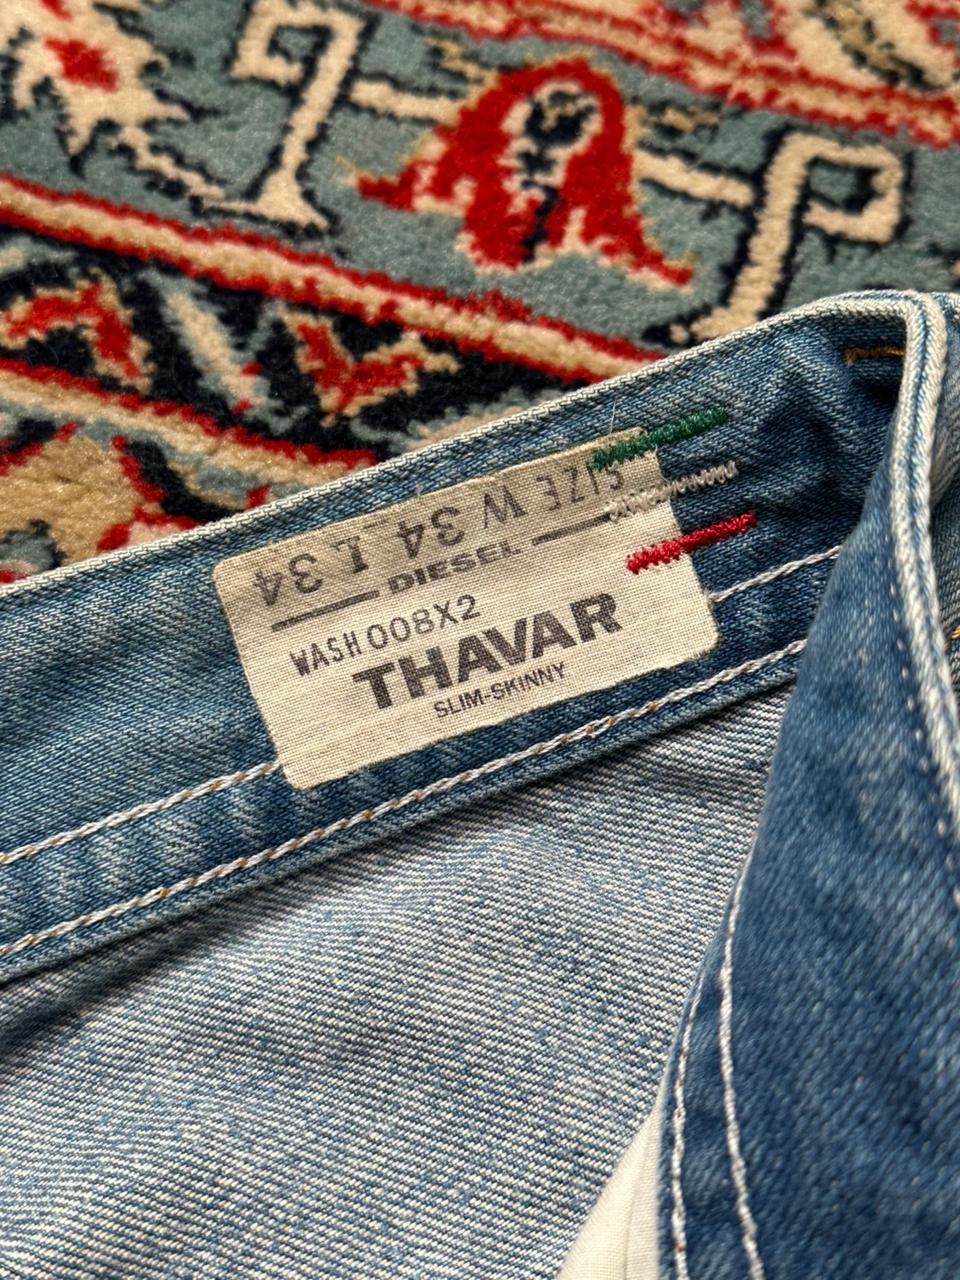 SIZE W 34 L 34
DIESEL
WASH 008X2
THAVAR
SLIM-SKINNY